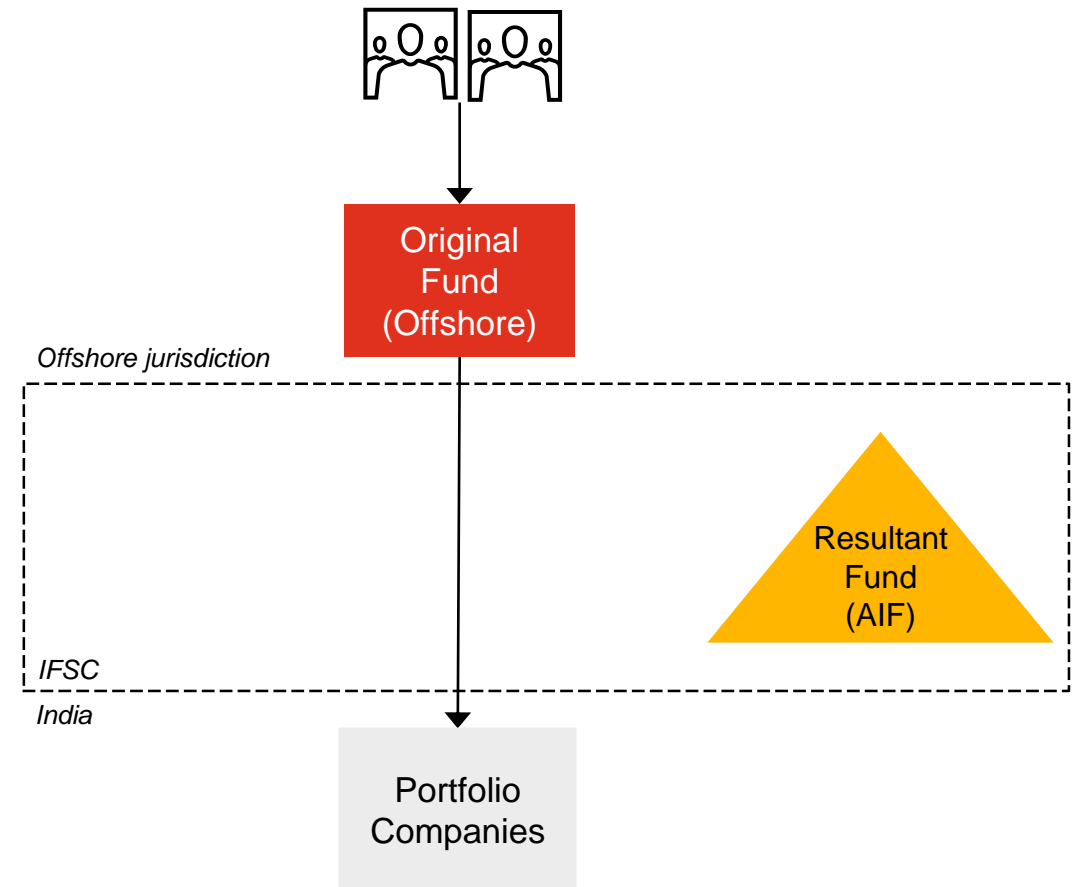 Original
Fund
(Offshore)
Offshore jurisdiction
Resultant
Fund
(AIF)
IFSC
India
Portfolio
Companies